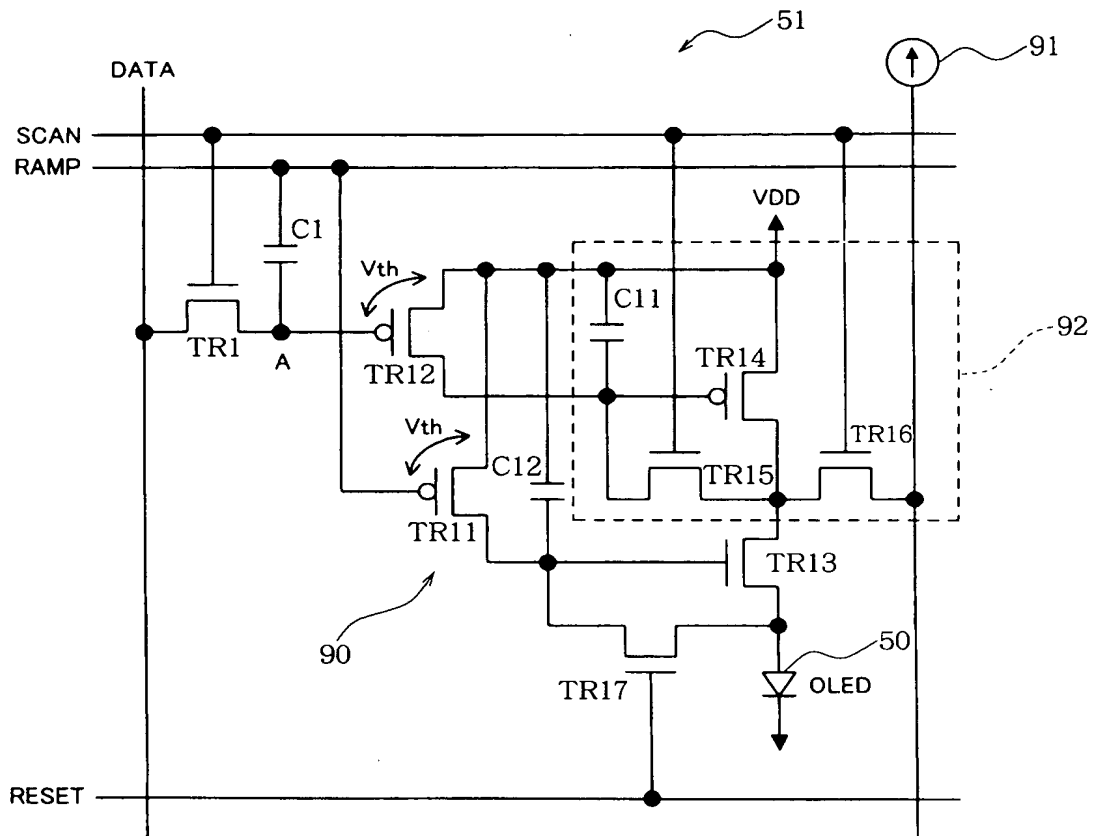 51
91
DATA
SCAN
RAMP
VDD
C1
Vth
C11
92
TR1
A
TR12
TR14
Vth
TR16
C12
TR15
TR11
TR13
90
50
TR17
OLED
RESET